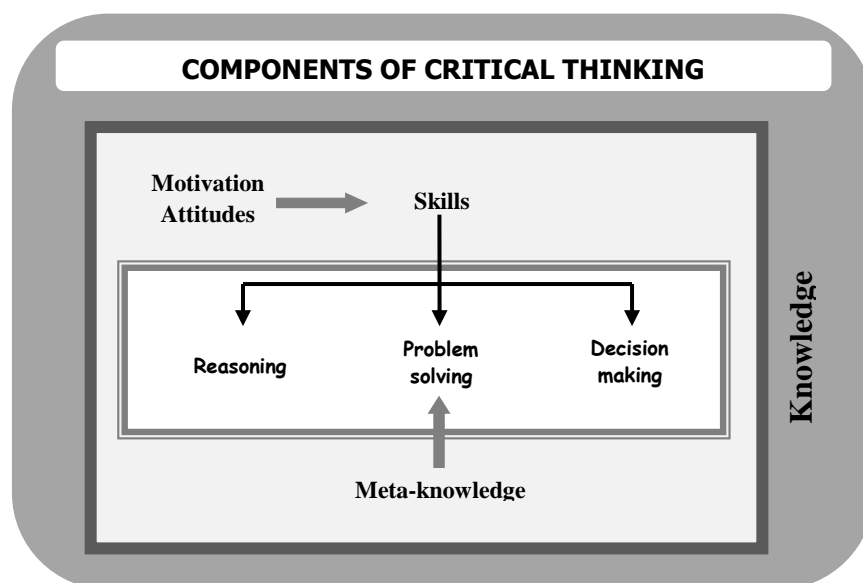 COMPONENTS OF CRITICAL THINKING
Motivation
Attitudes
Skills
Reasoning
Problem
solving
Decision
making
Meta-knowledge
Knowledge